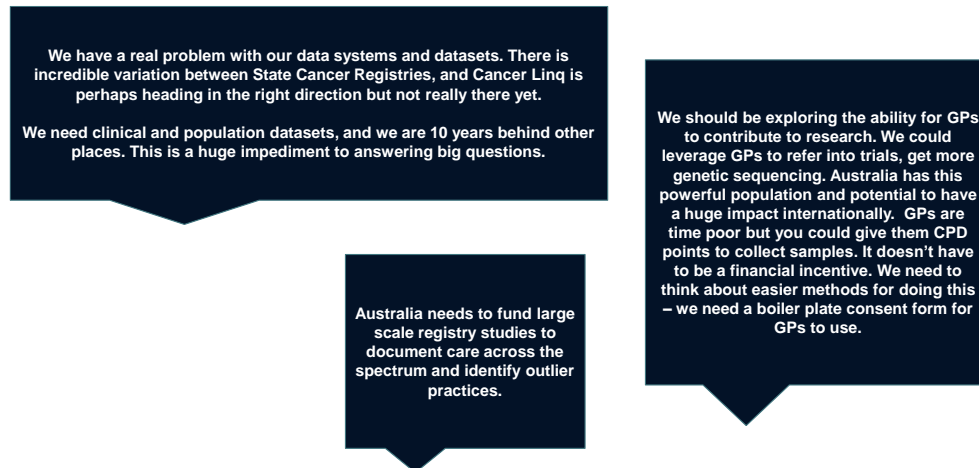 We have a real problem with our data systems and datasets. There is
incredible variation between State Cancer Registries, and Cancer Linq is
perhaps heading in the right direction but not really there yet.
We need clinical and population datasets, and we are 10 years behind other
places. This is a huge impediment to answering big questions.
We should be exploring the ability for GPs
to contribute to research. We could
leverage GPs to refer into trials, get more
genetic sequencing. Australia has this
powerful population and potential to have
a huge impact internationally.  GPs are
time poor but you could give them CPD
points to collect samples. It doesn’t have
to be a financial incentive. We need to
think about easier methods for doing this
– we need a boiler plate consent form for
GPs to use.
Australia needs to fund large
scale registry studies to
document care across the
spectrum and identify outlier
practices.